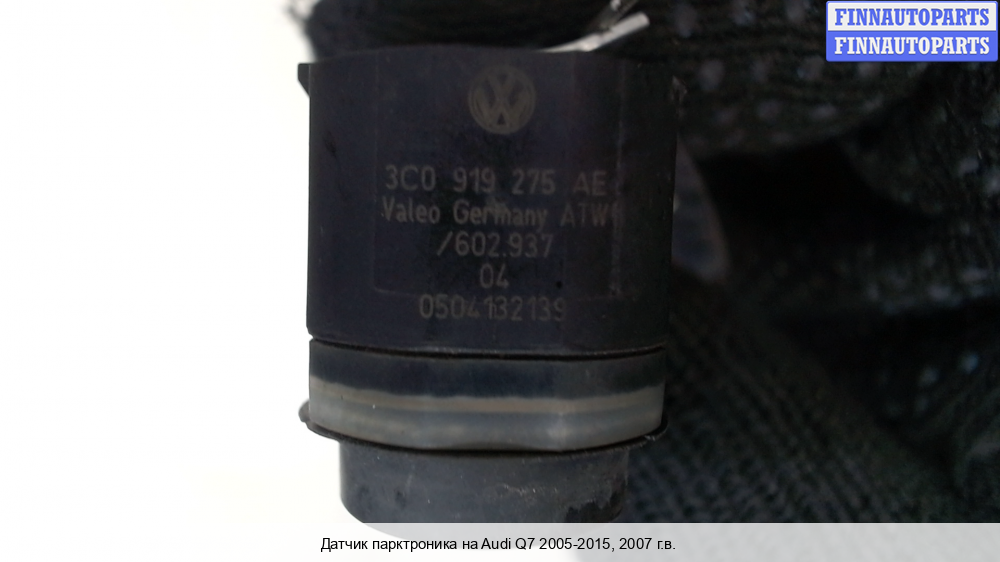 FINNAUTOPARTS
FINNAUTOPARTS
3C0 919 275 AE
Valeo Germany
/602.937
04
0504132139
Датчик парктроника на Audi Q7 2005-2015, 2007 г.в.